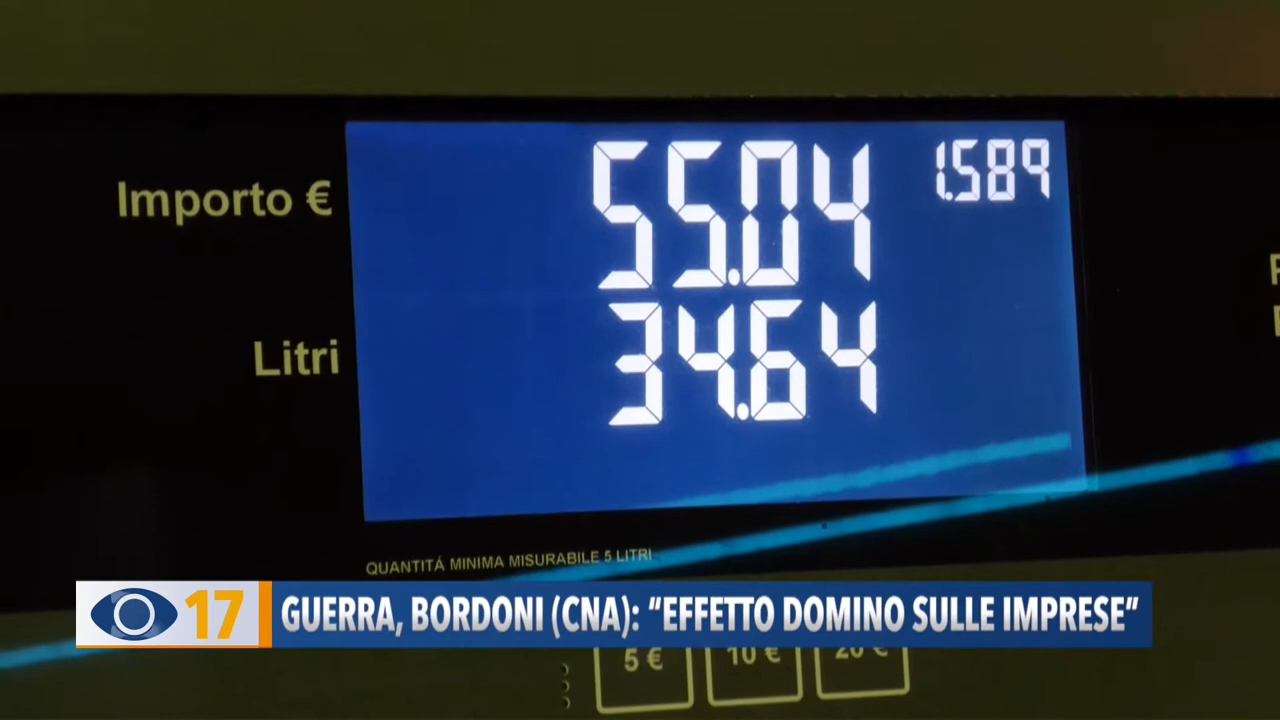 Importo € 55.04 1.589
Litri 34.64
QUANTITÁ MINIMA MISURABILE 5 LITRI
17 GUERRA, BORDONI (CNA): “EFFETTO DOMINO SULLE IMPRESE”
5 € 10 € 20 €